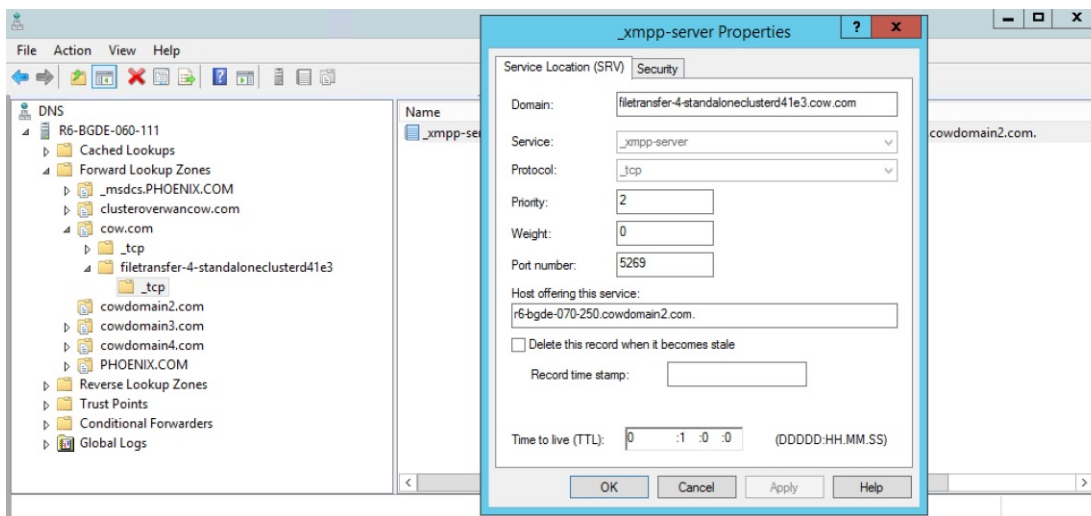 _xmpp-server Properties
File Action View Help
DNS
R6-BGDE-060-111
Cached Lookups
Forward Lookup Zones
_msdcs.PHOENIX.COM
clusteroverwancow.com
cow.com
_tcp
filetransfer-4-standaloneclusterd41e3
_tcp
cowdomain2.com
cowdomain3.com
cowdomain4.com
PHOENIX.COM
Reverse Lookup Zones
Trust Points
Conditional Forwarders
Global Logs
Name
_xmpp-ser
cowdomain2.com.
Service Location (SRV) Security
Domain: filetransfer-4-standaloneclusterd41e3.cow.com
Service: _xmpp-server
Protocol: _tcp
Priority: 2
Weight: 0
Port number: 5269
Host offering this service:
r6-bgde-070-250.cowdomain2.com.
Delete this record when it becomes stale
Record time stamp:
Time to live (TTL): 0 :1 :0 :0 (DDDDD:HH.MM.SS)
OK Cancel Apply Help